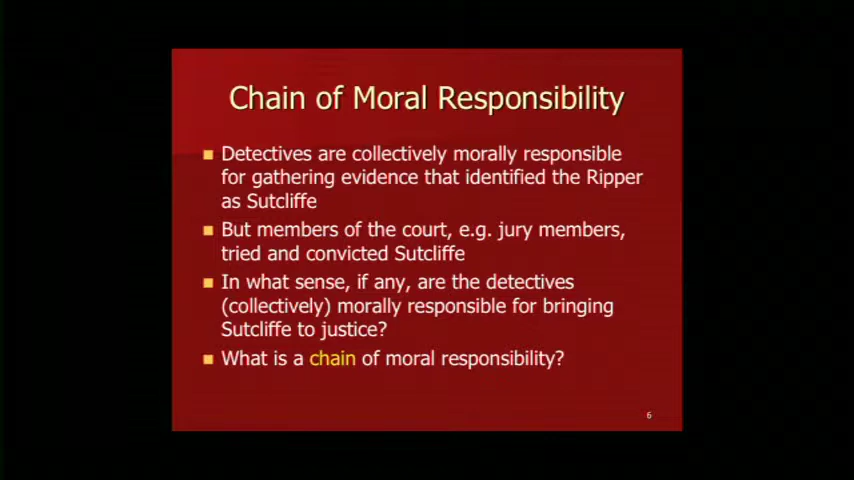 Chain of Moral Responsibility
Detectives are collectively morally responsible
for gathering evidence that identified the Ripper
as Sutcliffe
But members of the court, e.g. jury members,
tried and convicted Sutcliffe
In what sense, if any, are the detectives
(collectively) morally responsible for bringing
Sutcliffe to justice?
What is a chain of moral responsibility?
6